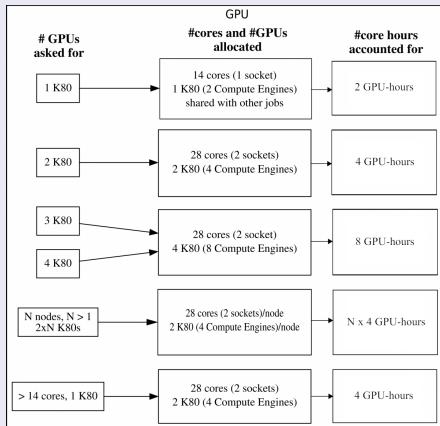 GPU
# GPUs
asked for
#cores and #GPUs
allocated
#core hours
accounted for
1 K80
14 cores (1 socket)
1 K80 (2 Compute Engines)
shared with other jobs
2 GPU-hours
2 K80
28 cores (2 sockets)
2 K80 (4 Compute Engines)
4 GPU-hours
3 K80
4 K80
28 cores (2 socket)
4 K80 (8 Compute Engines)
8 GPU-hours
N nodes, N > 1
2xN K80s
28 cores (2 sockets)/node
2 K80 (4 Compute Engines)/node
N x 4 GPU-hours
> 14 cores, 1 K80
28 cores (2 sockets)
2 K80 (4 Compute Engines)
4 GPU-hours